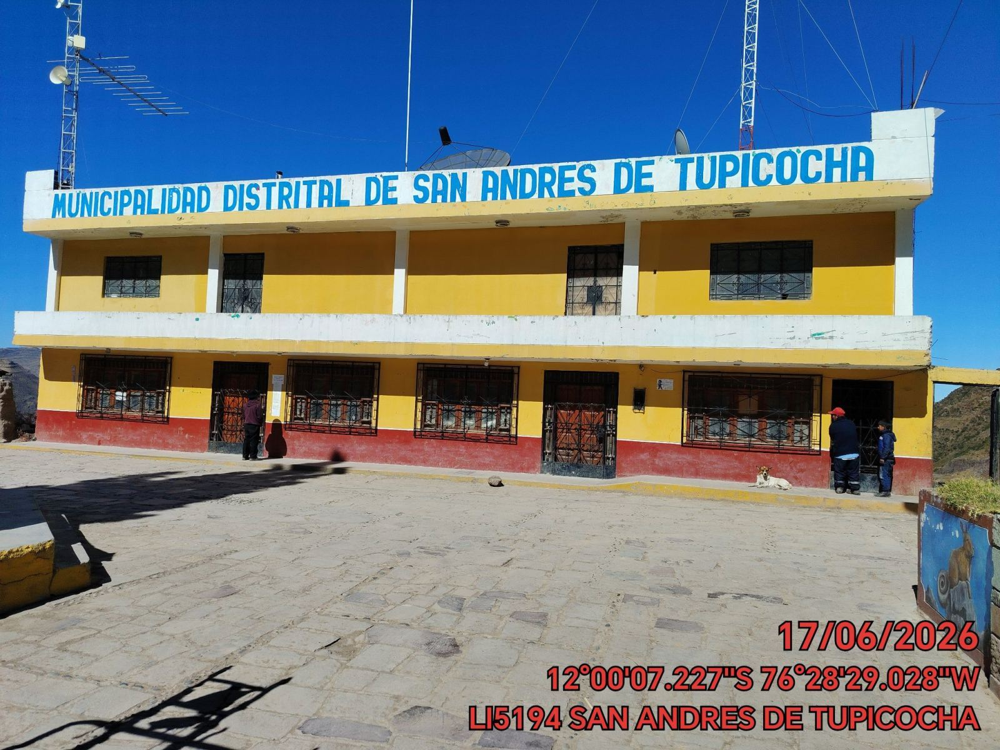 MUNICIPALIDAD DISTRITAL DE SAN ANDRES DE TUPICOCHA
17/06/2026
12°00'07.227"S 76°28'29.028"W
LI5194 SAN ANDRES DE TUPICOCHA